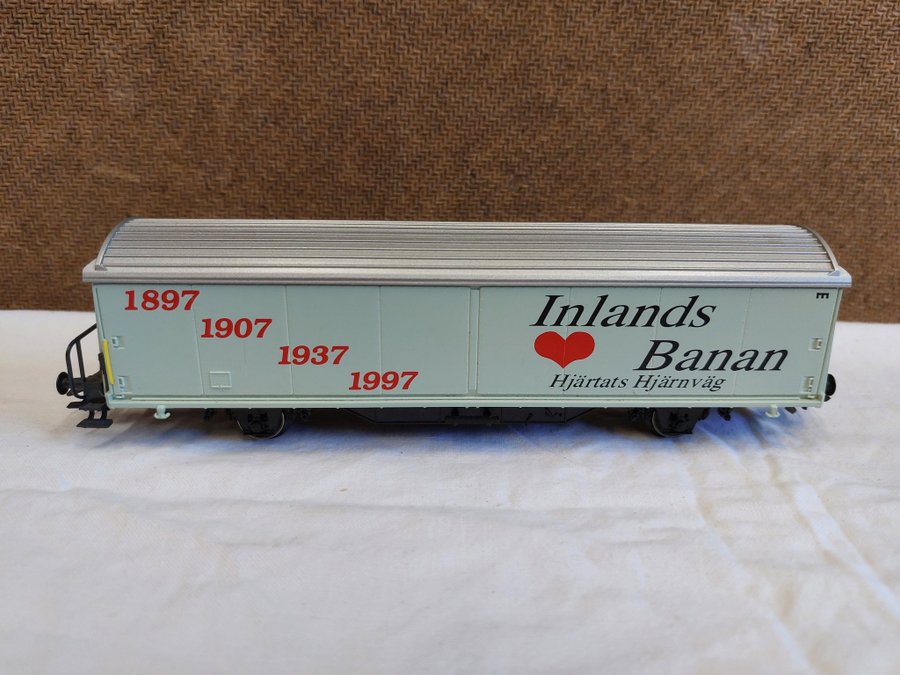 1897
1907
1937
1997
Inlands
Banan
Hjärtats Hjärnväg
E